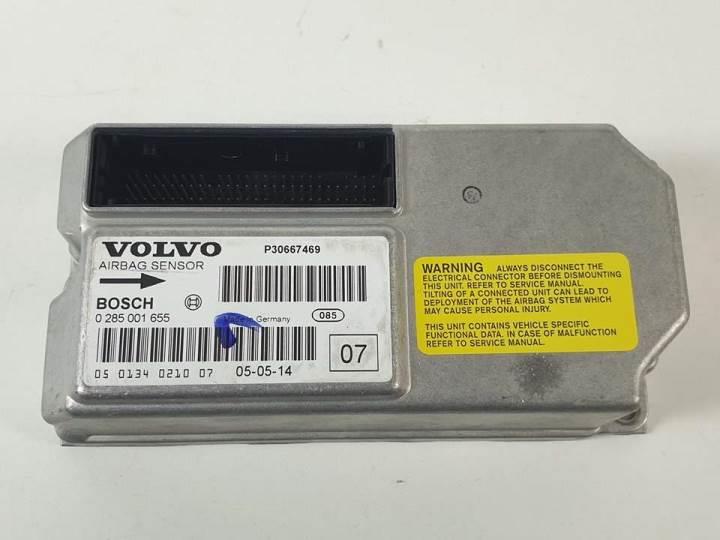 VOLVO
P30667469
AIRBAG SENSOR
BOSCH
0 285 001 655
Germany
085
05 0134 0210 07
05-05-14
07
WARNING ALWAYS DISCONNECT THE
ELECTRICAL CONNECTOR BEFORE DISMOUNTING
THIS UNIT. REFER TO SERVICE MANUAL.
TILTING OF A CONNECTED UNIT CAN LEAD TO
DEPLOYMENT OF THE AIRBAG SYSTEM WHICH
MAY CAUSE PERSONAL INJURY.
THIS UNIT CONTAINS VEHICLE SPECIFIC
FUNCTIONAL DATA. IN CASE OF MALFUNCTION
REFER TO SERVICE MANUAL.